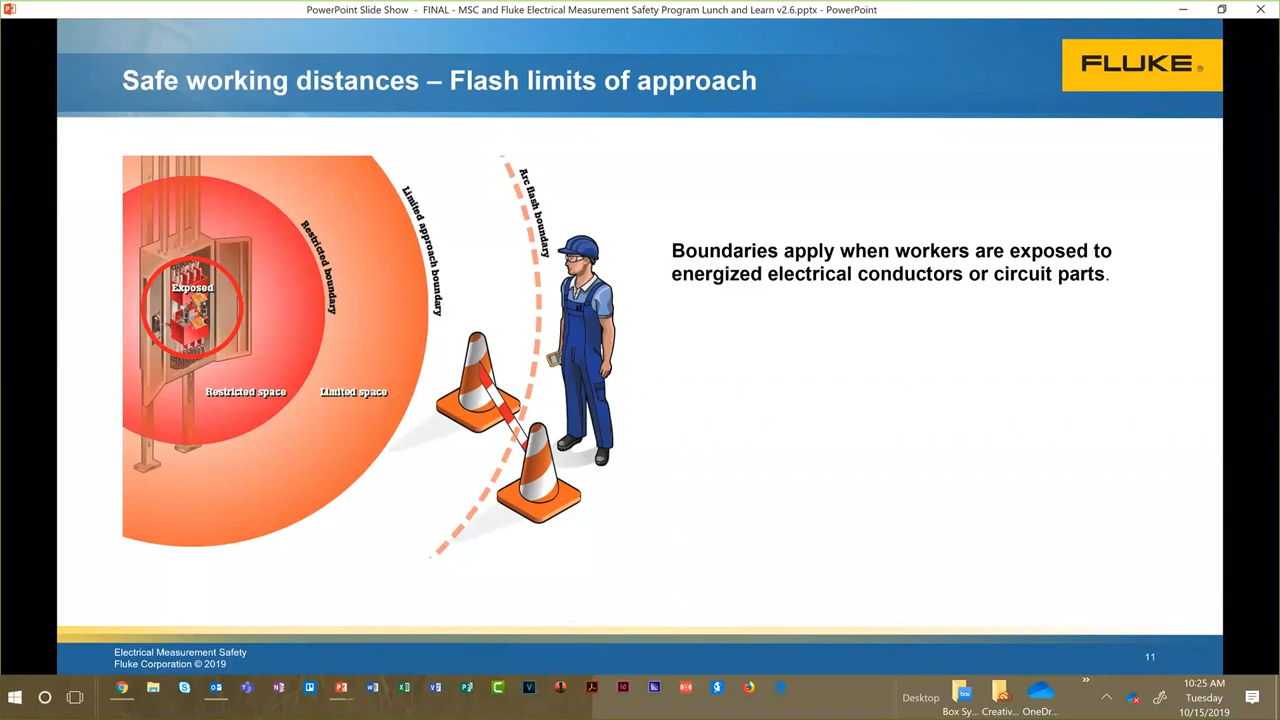 PowerPoint Slide Show - FINAL - MSC and Fluke Electrical Measurement Safety Program Lunch and Learn v2.6.pptx - PowerPoint
Safe working distances – Flash limits of approach
FLUKE®
Arc flash boundary
Limited approach boundary
Restricted boundary
Exposed
Restricted space
Limited space
Boundaries apply when workers are exposed to
energized electrical conductors or circuit parts.
Electrical Measurement Safety
Fluke Corporation © 2019
11
10:25 AM
Tuesday
10/15/2019
Desktop
Box Sy...
Creativ...
OneDr...